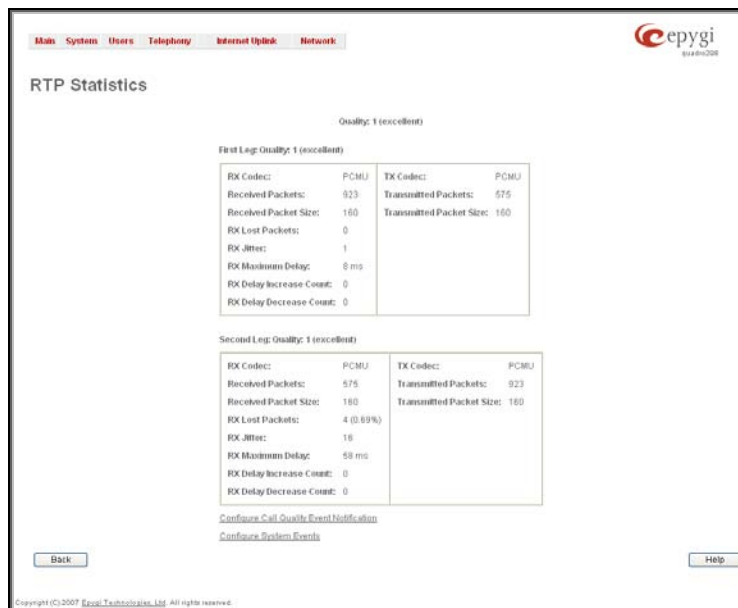 Main System Users Telephony Internet Uplink Network
epygi
quadro2x6
RTP Statistics
Quality: 1 (excellent)
First Leg: Quality: 1 (excellent)
RX Codec: PCMU TX Codec: PCMU
Received Packets: 923 Transmitted Packets: 575
Received Packet Size: 160 Transmitted Packet Size: 160
RX Lost Packets: 0
RX Jitter: 1
RX Maximum Delay: 8 ms
RX Delay Increase Count: 0
RX Delay Decrease Count: 0
Second Leg: Quality: 1 (excellent)
RX Codec: PCMU TX Codec: PCMU
Received Packets: 575 Transmitted Packets: 923
Received Packet Size: 160 Transmitted Packet Size: 160
RX Lost Packets: 4 (0.69%)
RX Jitter: 16
RX Maximum Delay: 58 ms
RX Delay Increase Count: 0
RX Delay Decrease Count: 0
Configure Call Quality Event Notification
Configure System Events
Back Help
Copyright (C) 2007 Epygi Technologies, Ltd. All rights reserved.